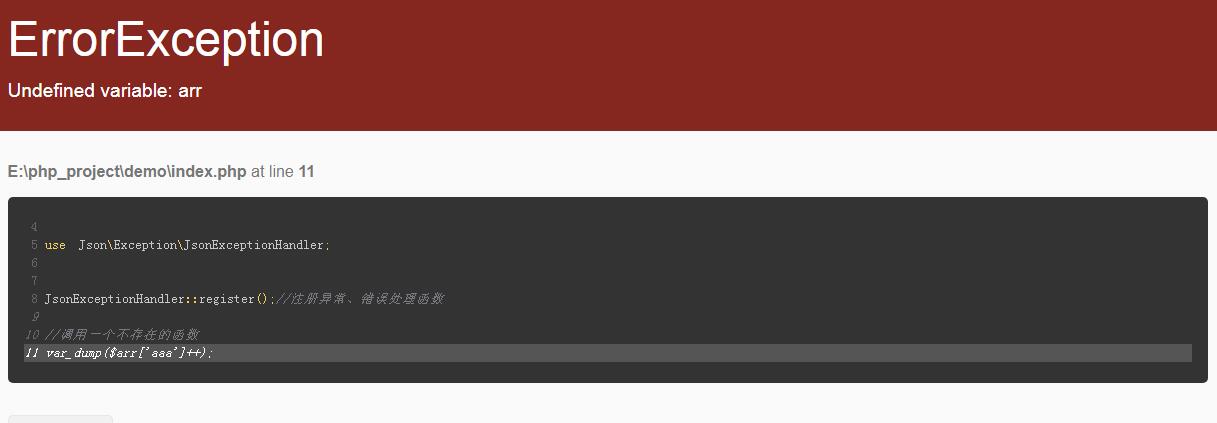 ErrorException
Undefined variable: arr
E:\php_project\demo\index.php at line 11
4
5 use Json\Exception\JsonExceptionHandler;
6
7
8 JsonExceptionHandler::register();//注册异常、错误处理函数
9
10 //调用一个不存在的函数
11 var_dump($arr['aaa']++);